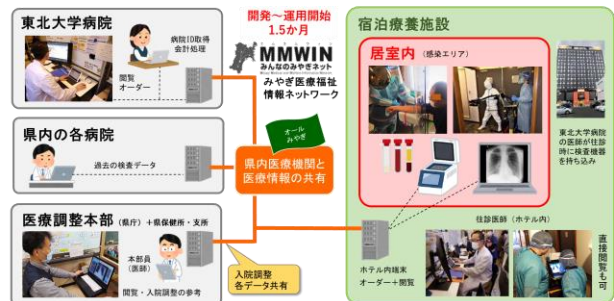 東北大学病院
病院ID取得
会計処理
閲覧
オーダー
県内の各病院
過去の検査データ
医療調整本部（県庁）＋県保健所・支所
本部員
（医師）
閲覧・入院調整の参考
開発～運用開始
1.5か月
MMWIN
みんなのみやぎネット
みやぎ医療福祉
情報ネットワーク
オール
みやぎ
県内医療機関と
医療情報の共有
入院調整
各データ共有
宿泊療養施設
居室内
（感染エリア）
東北大学病院
の医師が往診
時に検査機器
を持ち込み
往診医師（ホテル内）
ホテル内端末
オーダー＋閲覧
直接閲覧も可